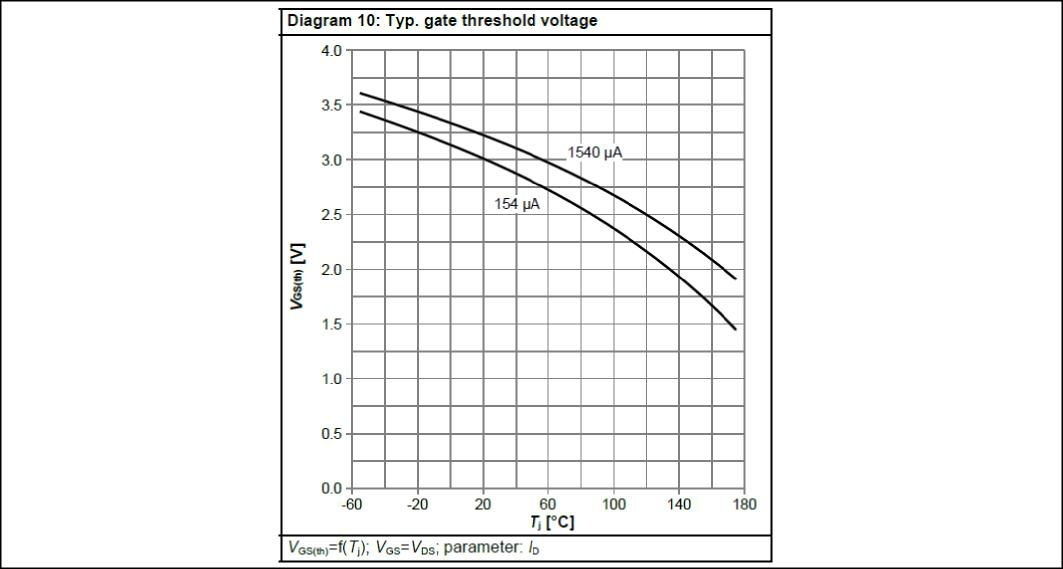 Diagram 10: Typ. gate threshold voltage
4.0
3.5
3.0
2.5
2.0
1.5
1.0
0.5
0.0
VGS(th) [V]
1540 µA
154 µA
-60 -20 20 60 100 140 180
Tj [°C]
VGS(th)=f(Tj); VGS=VDS; parameter: ID